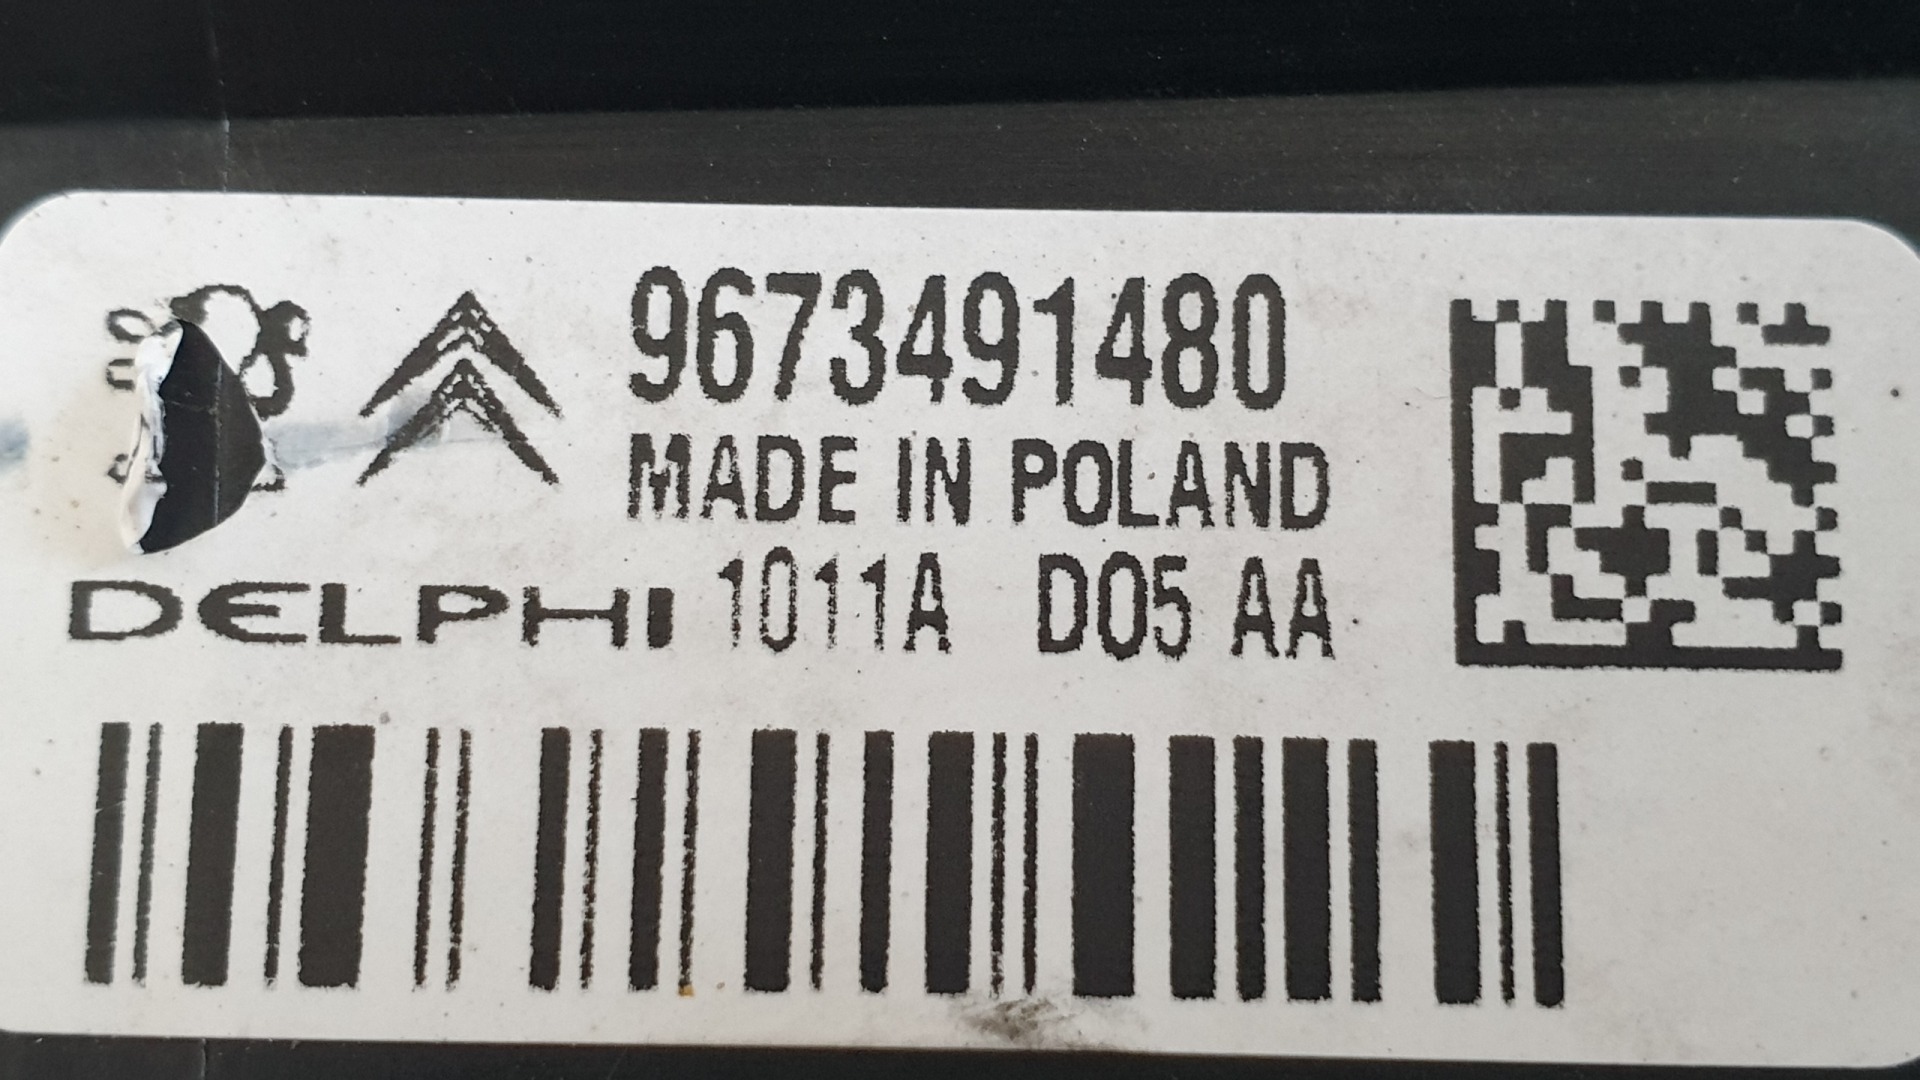 9673491480
MADE IN POLAND
DELPHI 1011A D05 AA